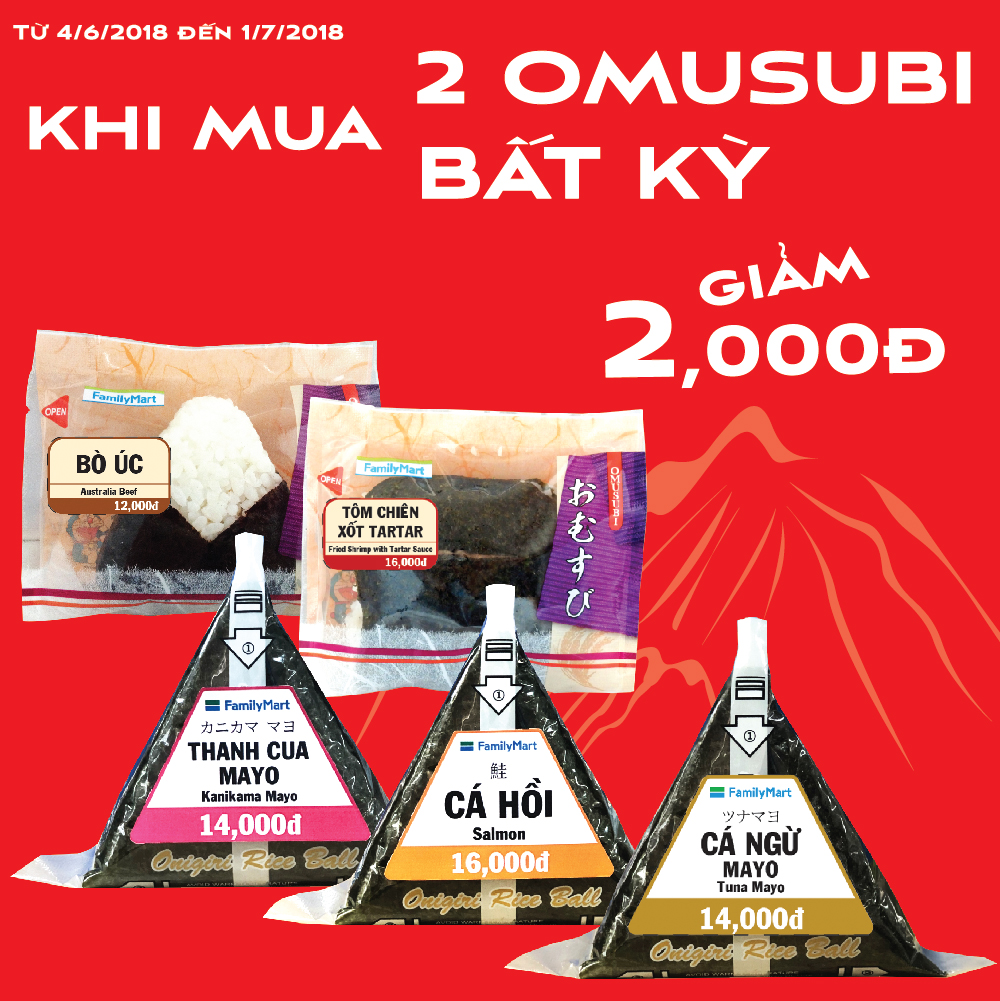 TỪ 4/6/2018 ĐẾN 1/7/2018
KHI MUA
2 OMUSUBI
BẤT KỲ
GIẢM
2,000Đ
FamilyMart
OPEN
BÒ ÚC
Australia Beef
12,000đ
FamilyMart
OPEN
TÔM CHIÊN
XỐT TARTAR
Fried Shrimp with Tartar Sauce
16,000đ
OMUSUBI
おむすび
①
FamilyMart
カニカマ マヨ
THANH CUA
MAYO
Kanikama Mayo
14,000đ
Onigiri Rice Ball
①
FamilyMart
鮭
CÁ HỒI
Salmon
16,000đ
Onigiri Rice Ball
①
FamilyMart
ツナマヨ
CÁ NGỪ
MAYO
Tuna Mayo
14,000đ
Onigiri Rice Ball